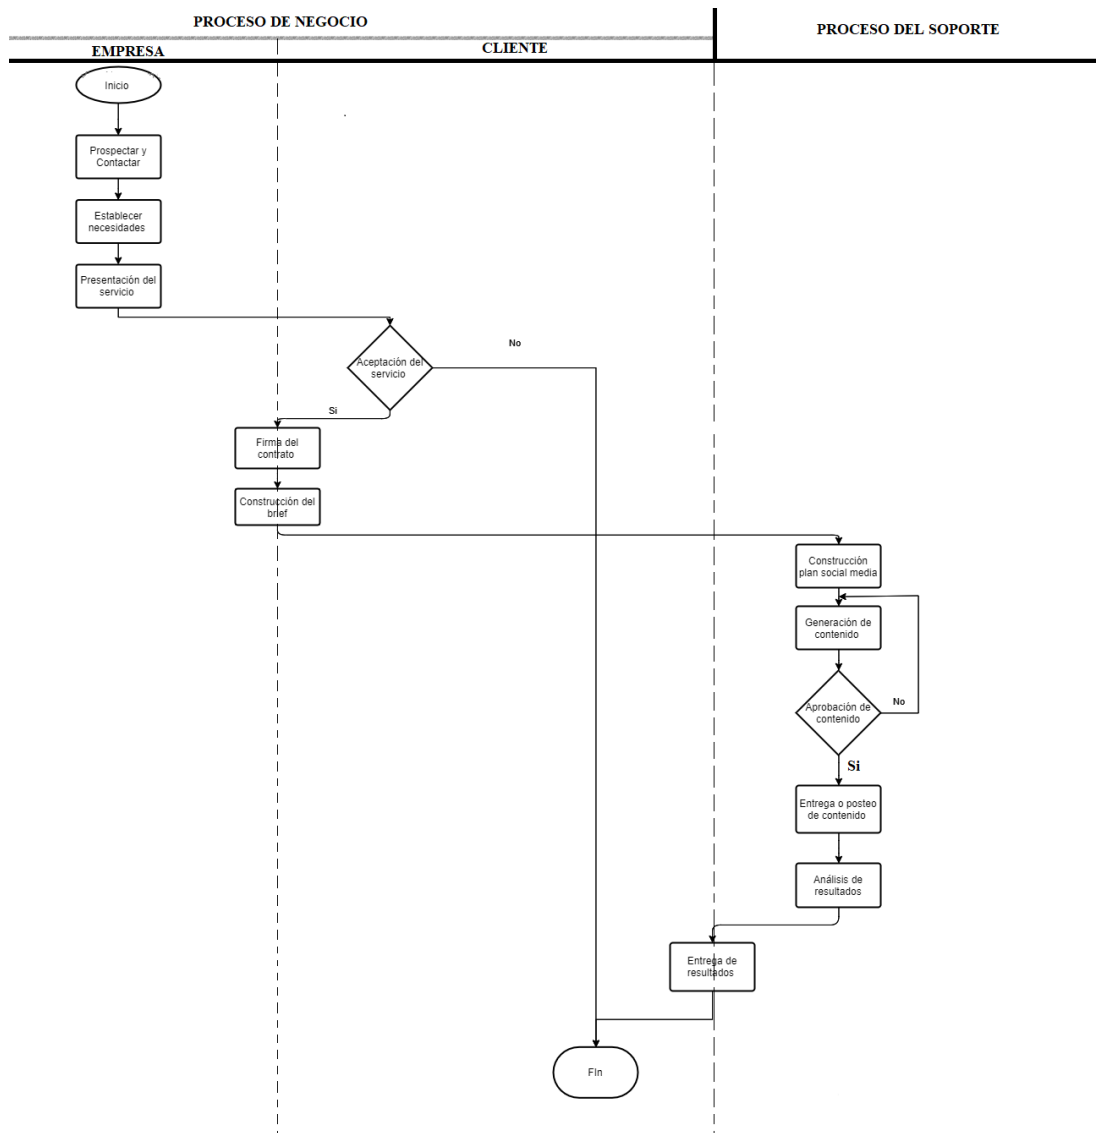 PROCESO DE NEGOCIO
PROCESO DEL SOPORTE
EMPRESA
CLIENTE
Inicio
Prospectar y
Contactar
Establecer
necesidades
Presentación del
servicio
Aceptación del
servicio
No
Si
Firma del
contrato
Construcción del
brief
Construcción
plan social media
Generación de
contenido
Aprobación de
contenido
No
Si
Entrega o posteo
de contenido
Análisis de
resultados
Entrega de
resultados
FIn